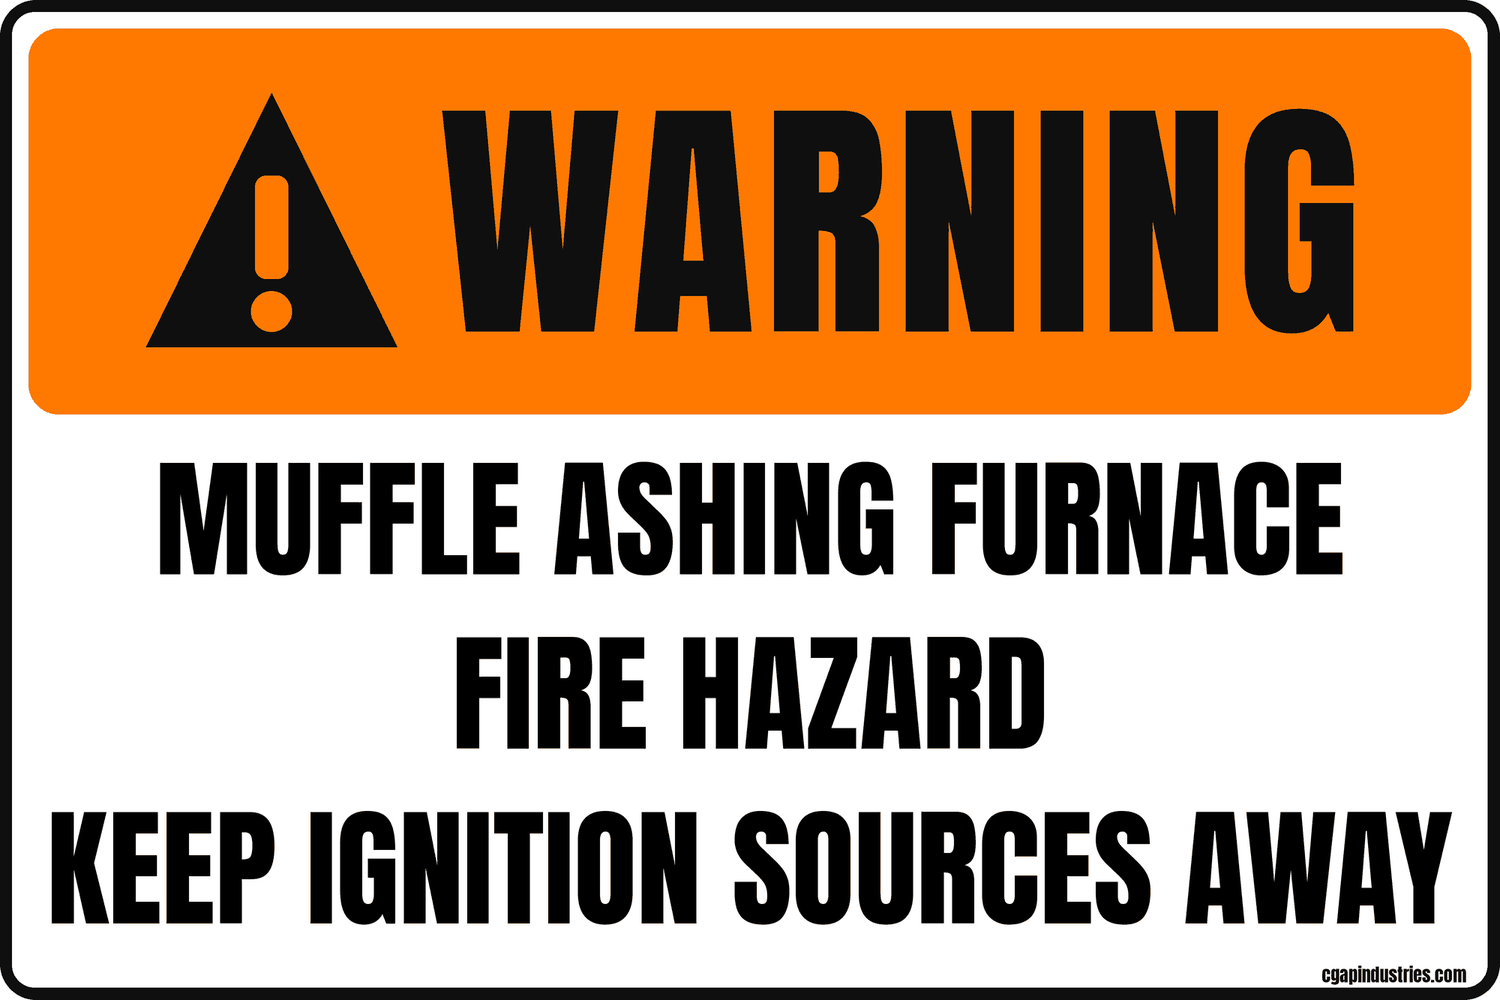 WARNING
MUFFLE ASHING FURNACE
FIRE HAZARD
KEEP IGNITION SOURCES AWAY
cgapindustries.com